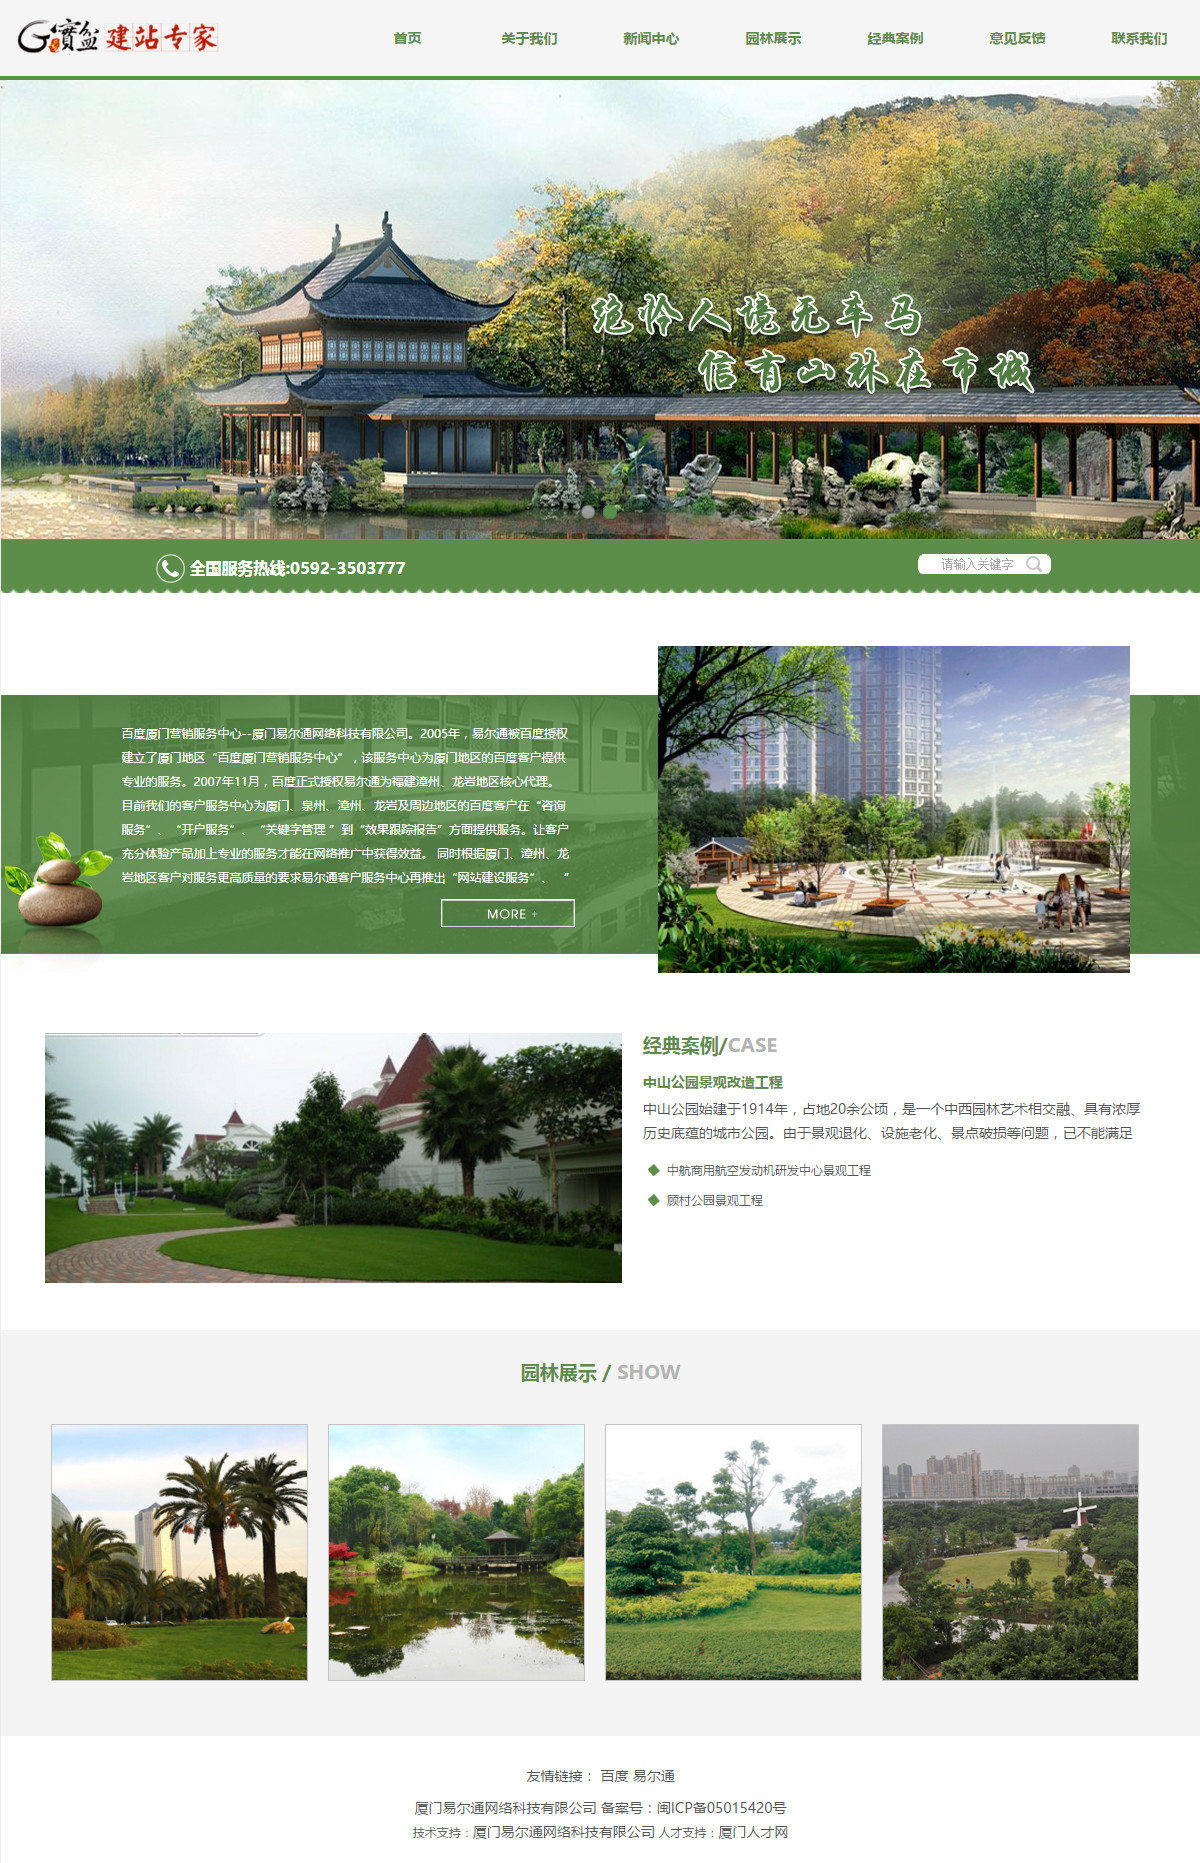 寶盆 建站专家
首页 关于我们 新闻中心 园林展示 经典案例 意见反馈 联系我们
绝怜人境无车马
信有山林在市城
全国服务热线:0592-3503777
请输入关键字
百度厦门营销服务中心--厦门易尔通网络科技有限公司。2005年，易尔通被百度授权
建立了厦门地区“百度厦门营销服务中心”，该服务中心为厦门地区的百度客户提供
专业的服务。2007年11月，百度正式授权易尔通为福建漳州、龙岩地区核心代理。
目前我们的客户服务中心为厦门、泉州、漳州、龙岩及周边地区的百度客户在“咨询
服务”、“开户服务”、“关键字管理 ”到“效果跟踪报告”方面提供服务。让客户
充分体验产品加上专业的服务才能在网络推广中获得效益。 同时根据厦门、漳州、龙
岩地区客户对服务更高质量的要求易尔通客户服务中心再推出“网站建设服务”、 “
MORE +
经典案例/CASE
中山公园景观改造工程
中山公园始建于1914年，占地20余公顷，是一个中西园林艺术相交融、具有浓厚
历史底蕴的城市公园。由于景观退化、设施老化、景点破损等问题，已不能满足
中航商用航空发动机研发中心景观工程
顾村公园景观工程
园林展示 / SHOW
友情链接： 百度 易尔通
厦门易尔通网络科技有限公司 备案号：闽ICP备05015420号
技术支持：厦门易尔通网络科技有限公司 人才支持：厦门人才网